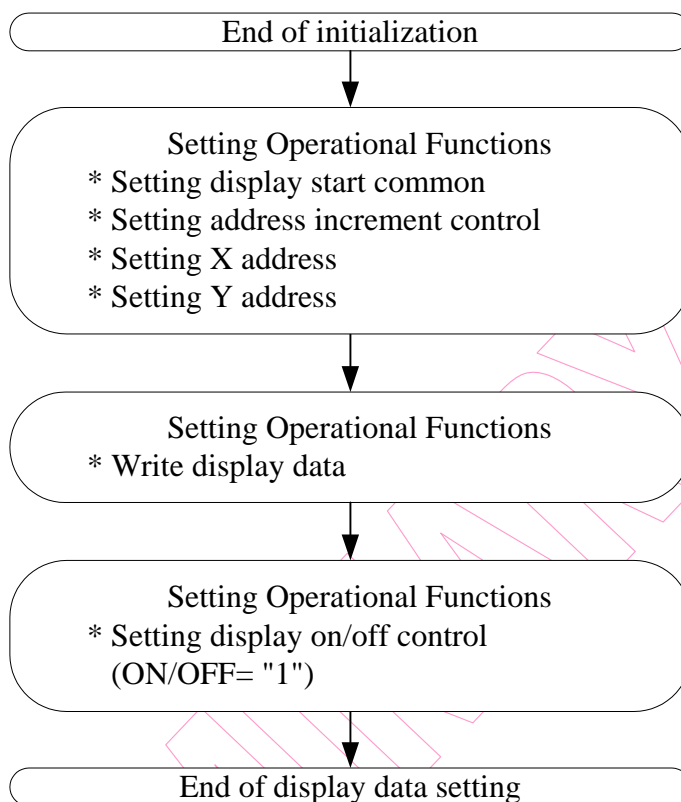 End of initialization
Setting Operational Functions
* Setting display start common
* Setting address increment control
* Setting X address
* Setting Y address
Setting Operational Functions
* Write display data
Setting Operational Functions
* Setting display on/off control
(ON/OFF= "1")
End of display data setting